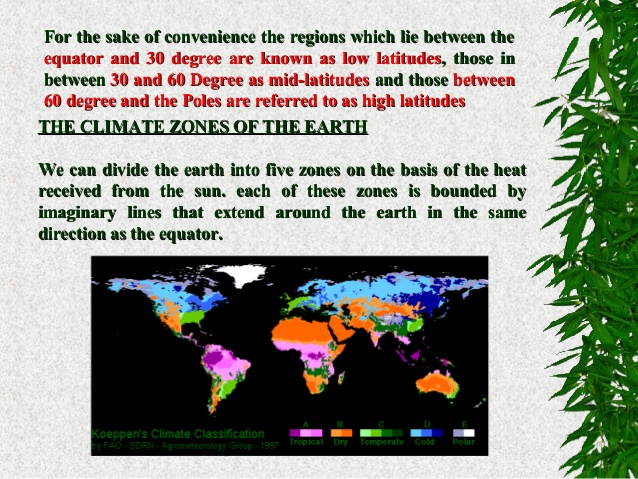 For the sake of convenience the regions which lie between the
equator and 30 degree are known as low latitudes, those in
between 30 and 60 Degree as mid-latitudes and those between
60 degree and the Poles are referred to as high latitudes
THE CLIMATE ZONES OF THE EARTH
We can divide the earth into five zones on the basis of the heat
received from the sun. each of these zones is bounded by
imaginary lines that extend around the earth in the same
direction as the equator.
A B C D E
Koeppen's Climate Classification Tropical Dry Temperate Cold Polar
by FAO - SDRN - Agrometeorology Group - 1997